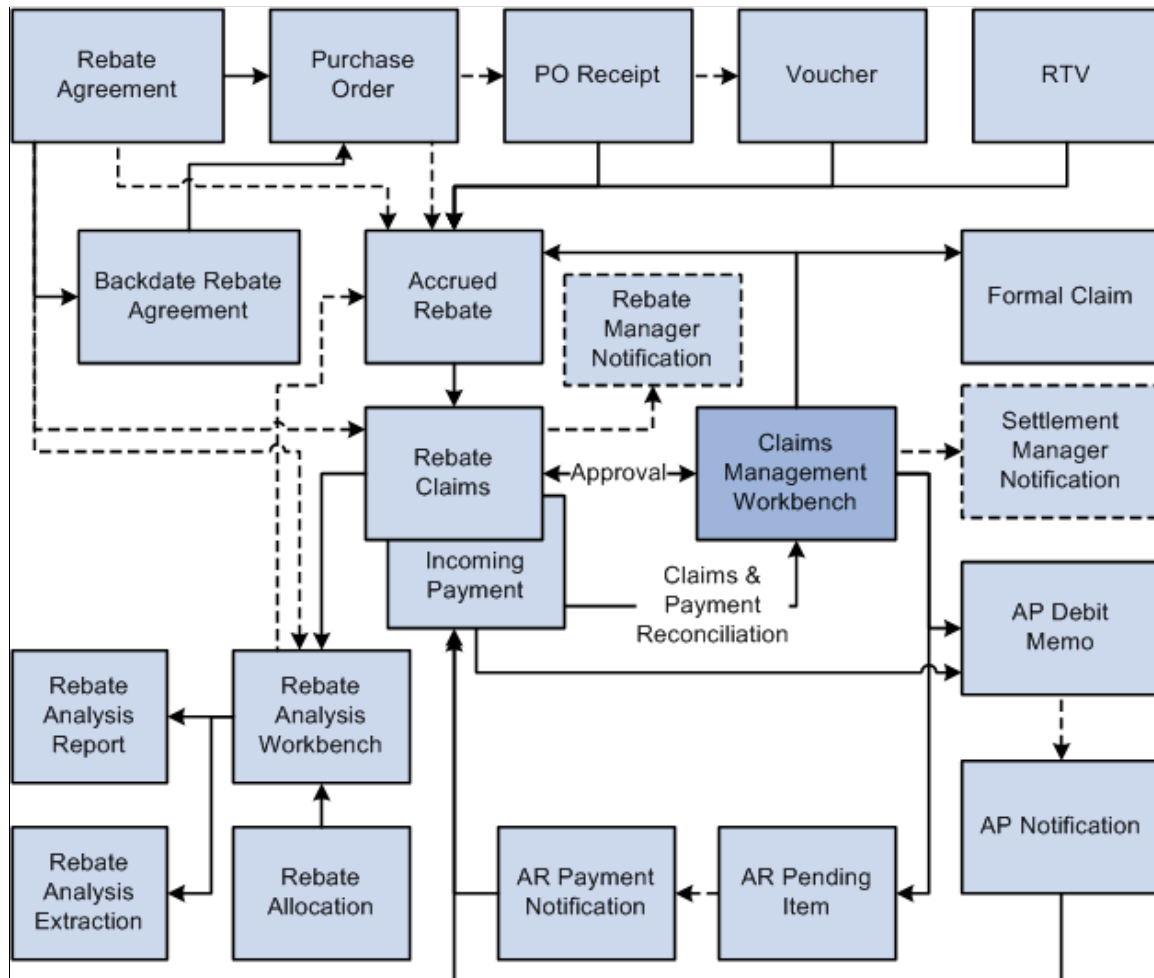 Rebate
Agreement
Purchase
Order
PO Receipt
Voucher
RTV
Backdate Rebate
Agreement
Accrued
Rebate
Rebate
Manager
Notification
Formal Claim
Rebate
Claims
Approval
Claims
Management
Workbench
Settlement
Manager
Notification
Incoming
Payment
Claims &
Payment
Reconciliation
AP Debit
Memo
Rebate
Analysis
Report
Rebate
Analysis
Workbench
AP Notification
Rebate
Analysis
Extraction
Rebate
Allocation
AR Payment
Notification
AR Pending
Item